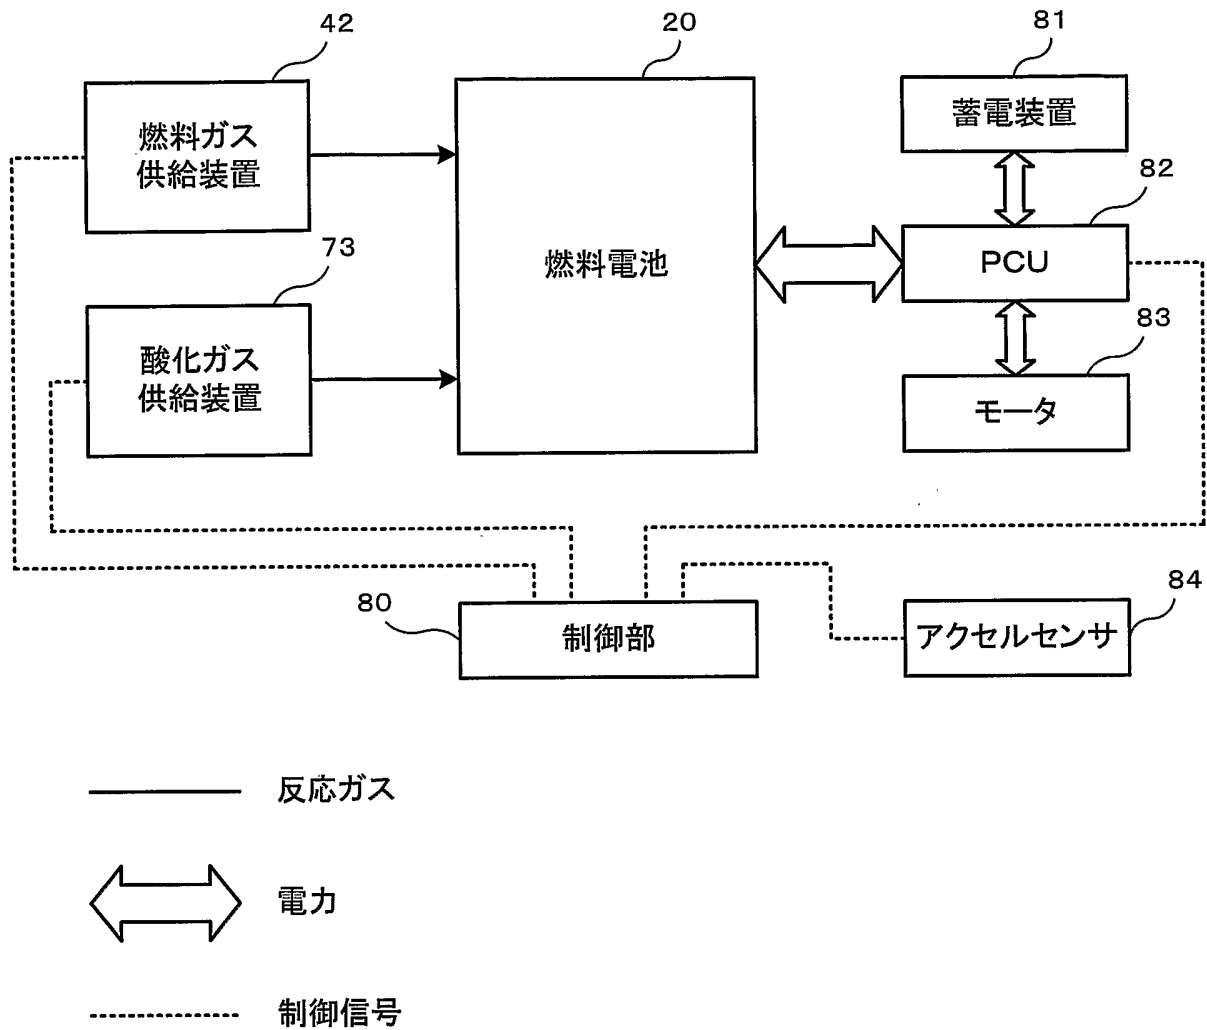 42
20
81
燃料ガス
供給装置
蓄電装置
82
73
燃料電池
PCU
83
酸化ガス
供給装置
モータ
80
84
制御部
アクセルセンサ
反応ガス
電力
制御信号